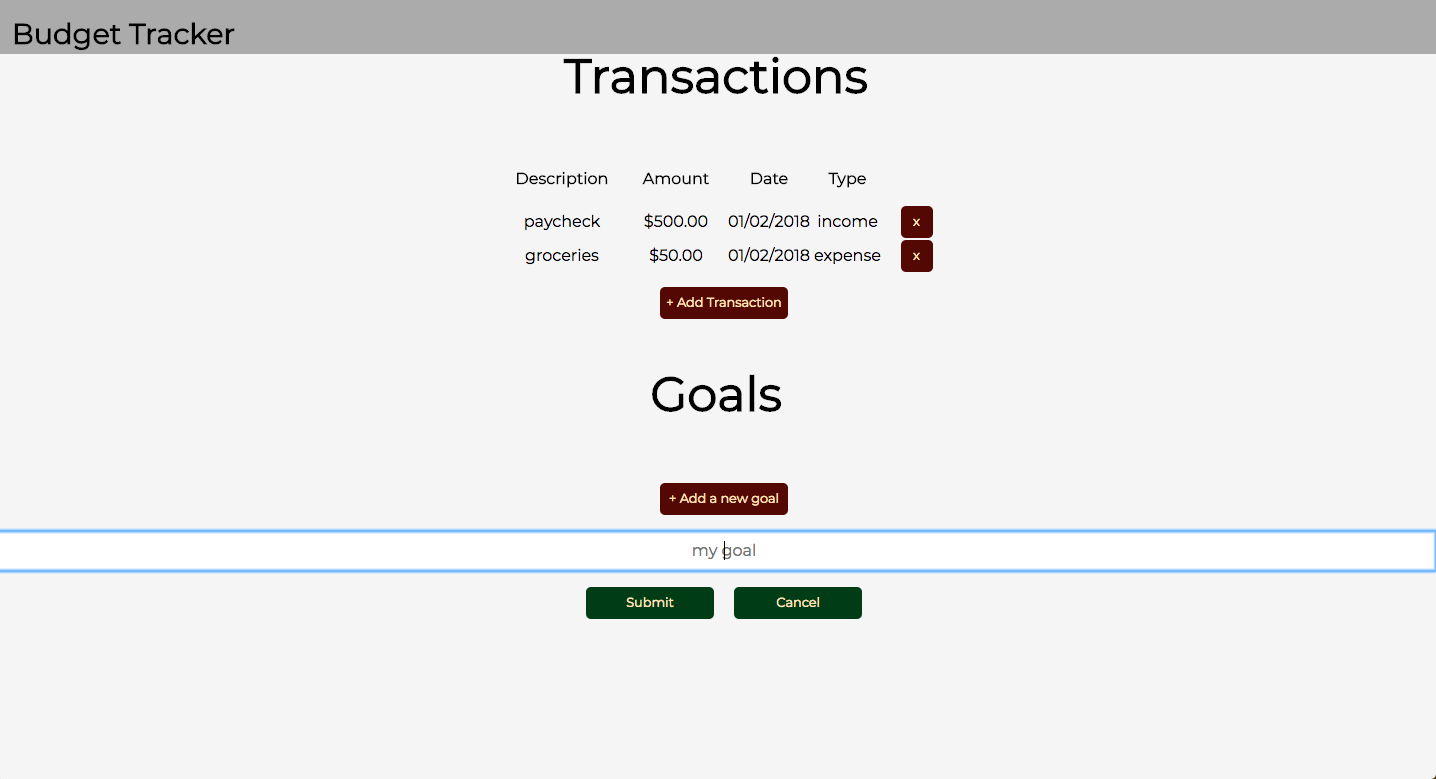 Budget Tracker
Transactions
Description Amount Date Type
paycheck $500.00 01/02/2018 income x
groceries $50.00 01/02/2018 expense x
+ Add Transaction
Goals
+ Add a new goal
my goal
Submit Cancel